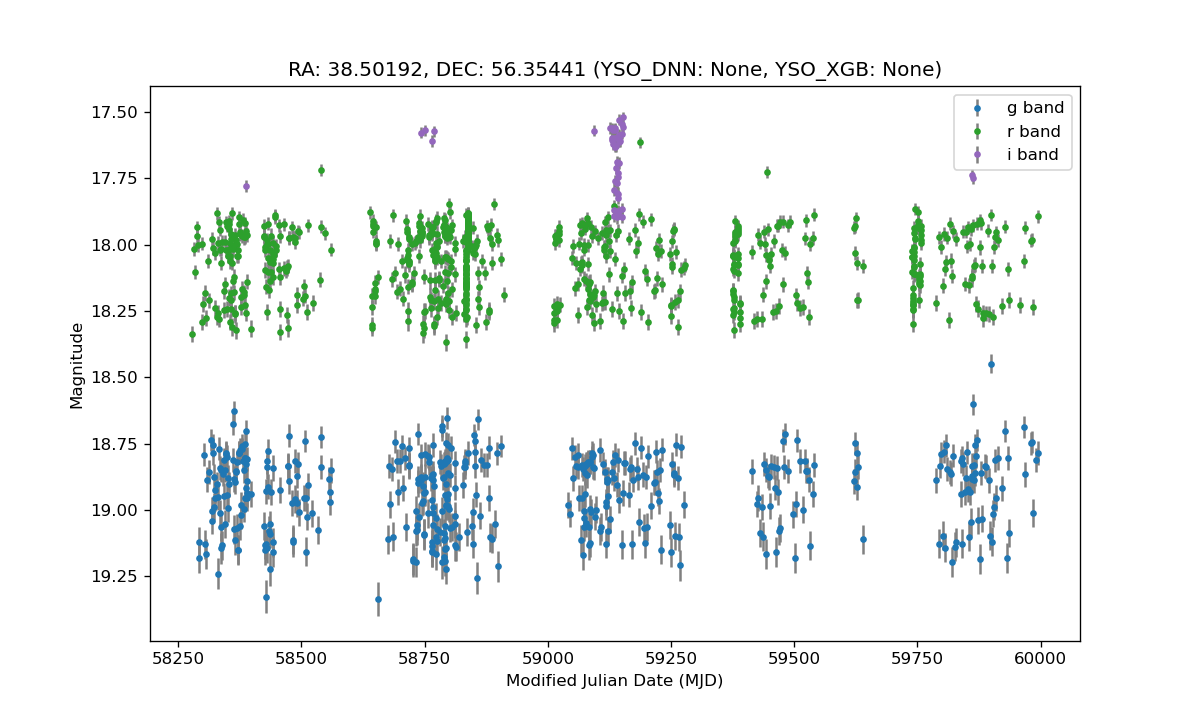 RA: 38.50192, DEC: 56.35441 (YSO_DNN: None, YSO_XGB: None)
g band
r band
i band
17.50
17.75
18.00
18.25
18.50
18.75
19.00
19.25
Magnitude
58250 58500 58750 59000 59250 59500 59750 60000
Modified Julian Date (MJD)